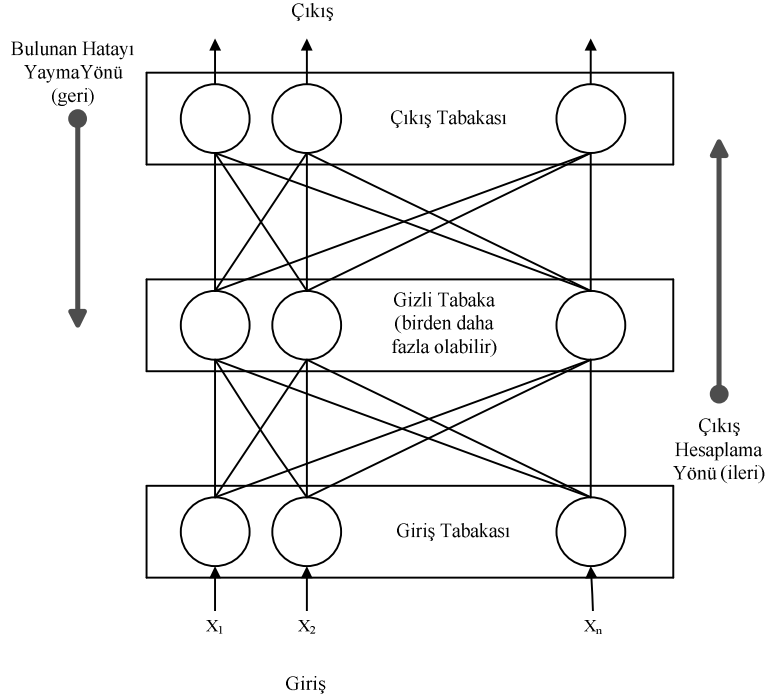 Çıkış
Bulunan Hatayı
YaymaYönü
(geri)
Çıkış Tabakası
Gizli Tabaka
(birden daha
fazla olabilir)
Çıkış
Hesaplama
Yönü (ileri)
Giriş Tabakası
X₁ X₂ Xₙ
Giriş